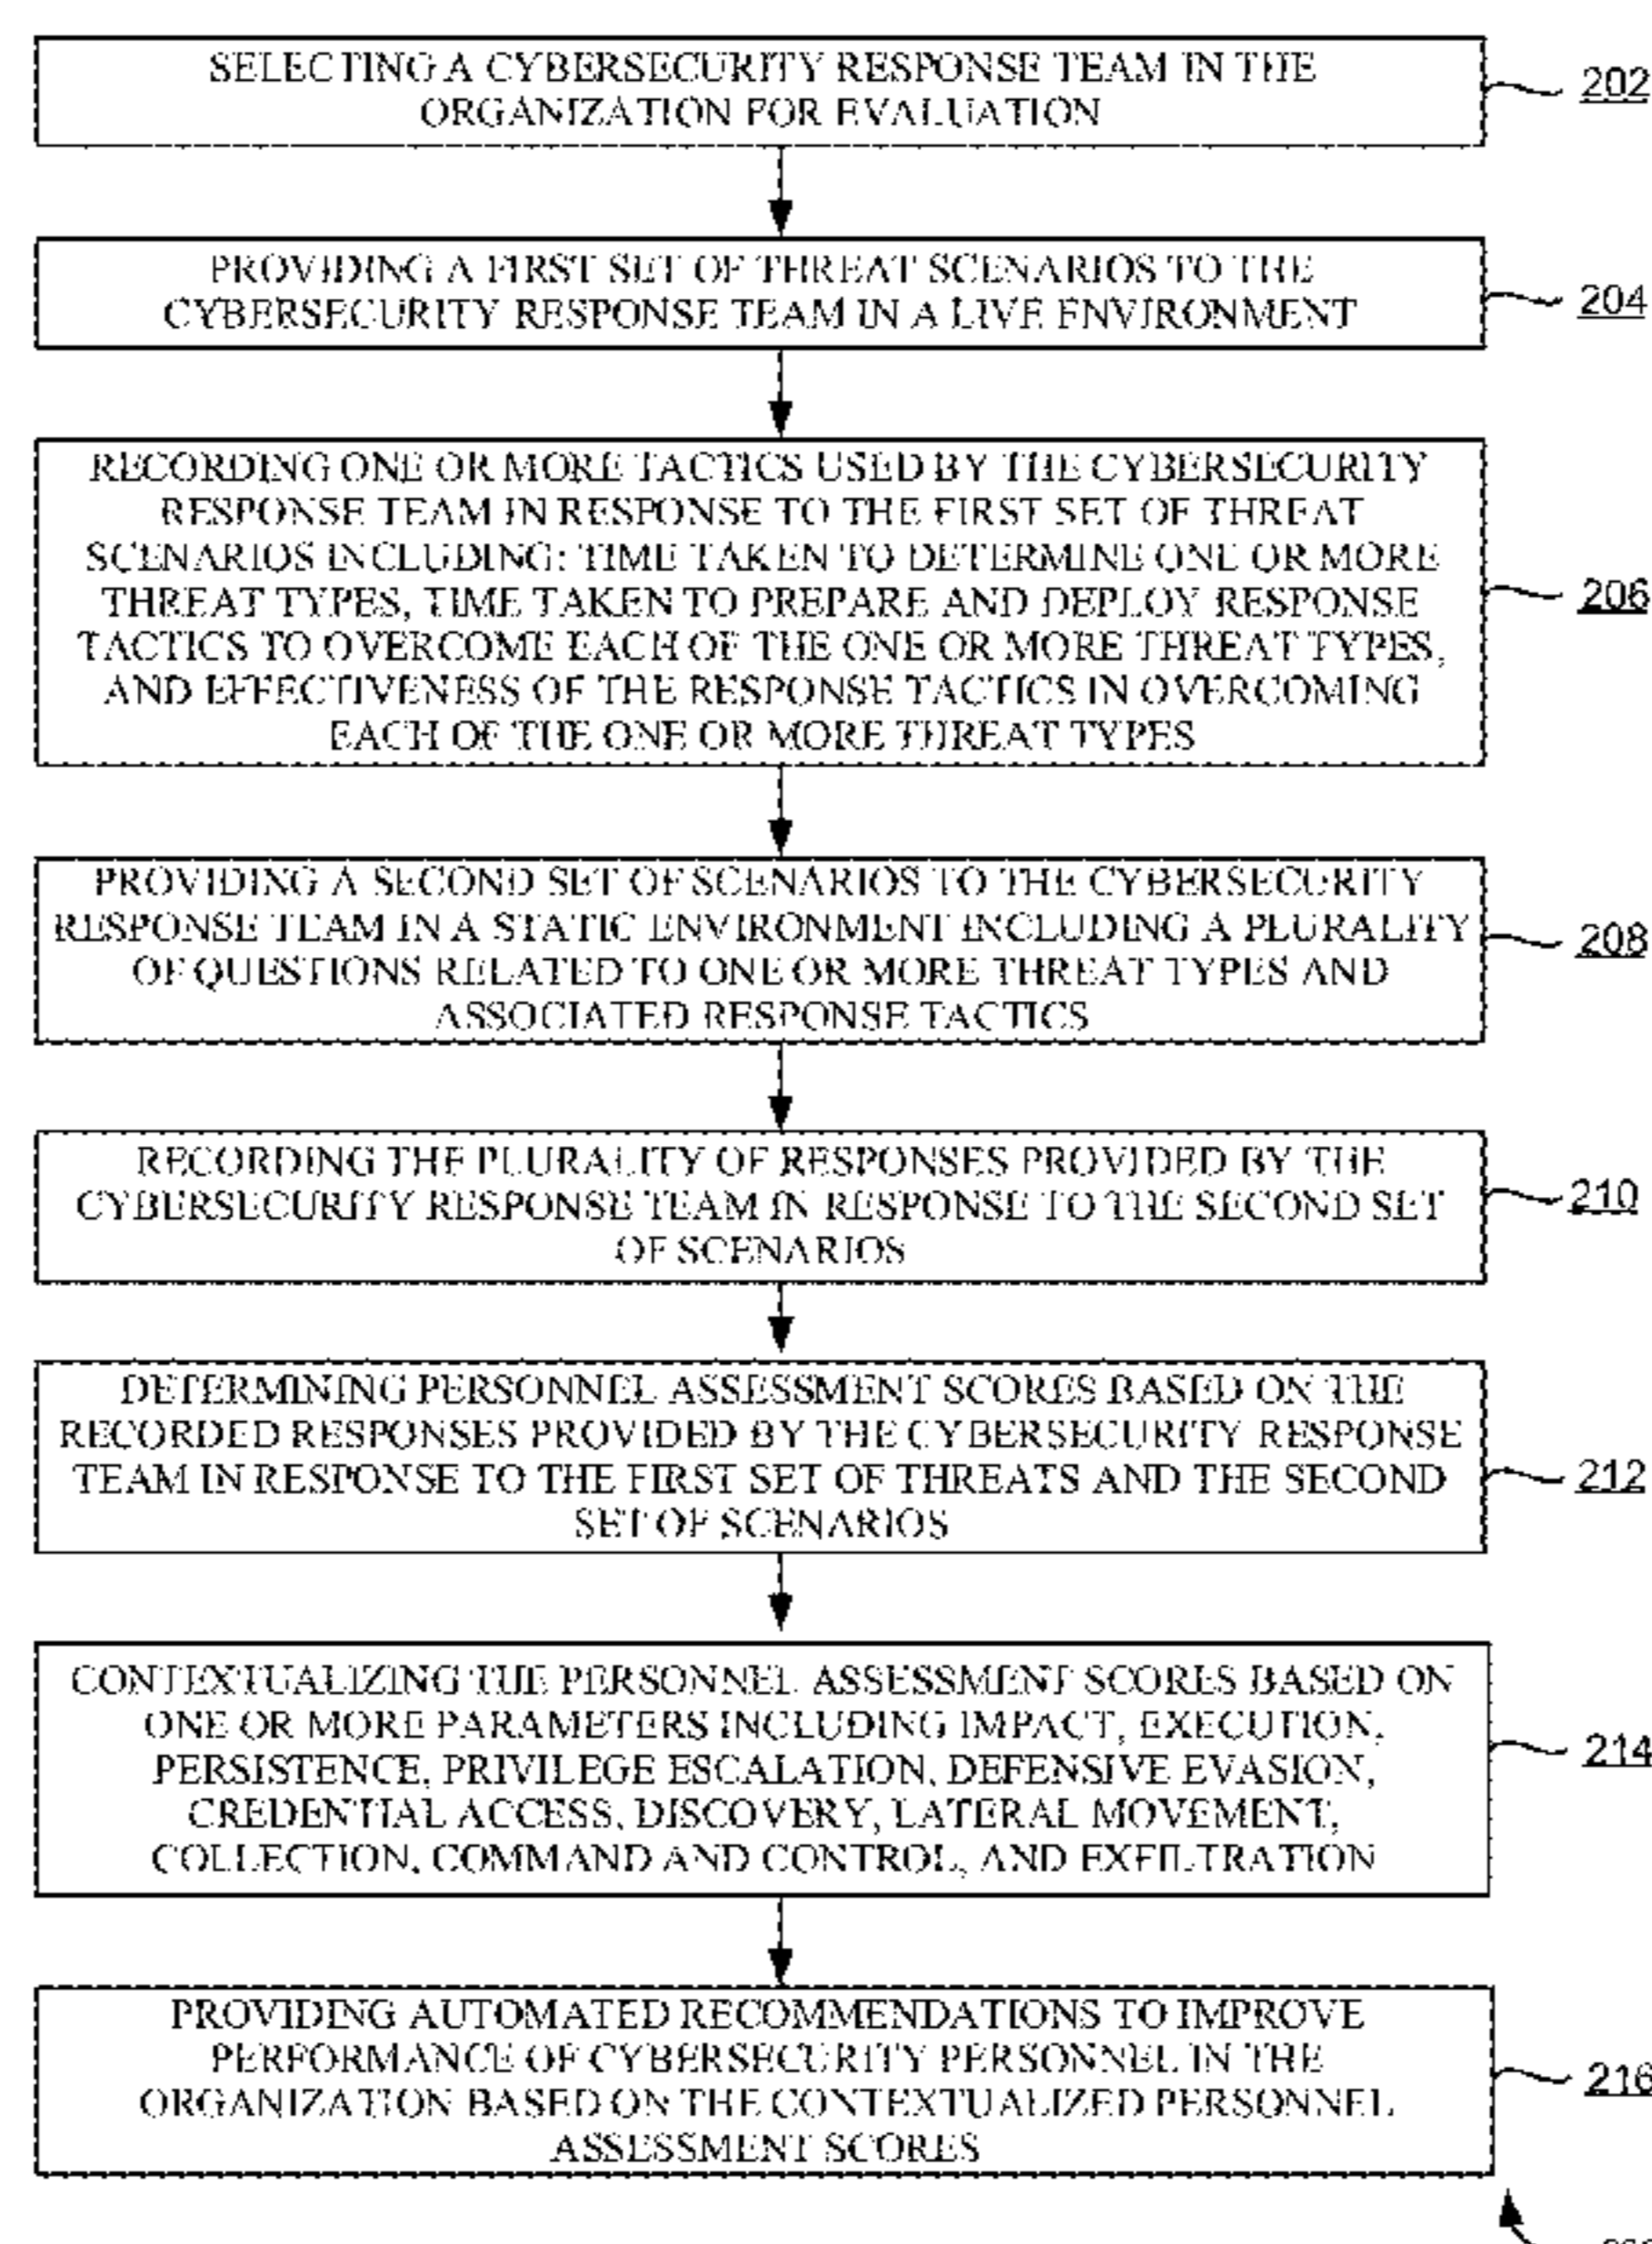 SELECTING A CYBERSECURITY RESPONSE TEAM IN THE
ORGANIZATION FOR EVALUATION
202
PROVIDING A FIRST SET OF THREAT SCENARIOS TO THE
CYBERSECURITY RESPONSE TEAM IN A LIVE ENVIRONMENT
204
RECORDING ONE OR MORE TACTICS USED BY THE CYBERSECURITY
RESPONSE TEAM IN RESPONSE TO THE FIRST SET OF THREAT
SCENARIOS INCLUDING: TIME TAKEN TO DETERMINE ONE OR MORE
THREAT TYPES, TIME TAKEN TO PREPARE AND DEPLOY RESPONSE
TACTICS TO OVERCOME EACH OF THE ONE OR MORE THREAT TYPES,
AND EFFECTIVENESS OF THE RESPONSE TACTICS IN OVERCOMING
EACH OF THE ONE OR MORE THREAT TYPES
206
PROVIDING A SECOND SET OF SCENARIOS TO THE CYBERSECURITY
RESPONSE TEAM IN A STATIC ENVIRONMENT INCLUDING A PLURALITY
OF QUESTIONS RELATED TO ONE OR MORE THREAT TYPES AND
ASSOCIATED RESPONSE TACTICS
208
RECORDING THE PLURALITY OF RESPONSES PROVIDED BY THE
CYBERSECURITY RESPONSE TEAM IN RESPONSE TO THE SECOND SET
OF SCENARIOS
210
DETERMINING PERSONNEL ASSESSMENT SCORES BASED ON THE
RECORDED RESPONSES PROVIDED BY THE CYBERSECURITY RESPONSE
TEAM IN RESPONSE TO THE FIRST SET OF THREATS AND THE SECOND
SET OF SCENARIOS
212
CONTEXTUALIZING THE PERSONNEL ASSESSMENT SCORES BASED ON
ONE OR MORE PARAMETERS INCLUDING IMPACT, EXECUTION,
PERSISTENCE, PRIVILEGE ESCALATION, DEFENSIVE EVASION,
CREDENTIAL ACCESS, DISCOVERY, LATERAL MOVEMENT,
COLLECTION, COMMAND AND CONTROL, AND EXFILTRATION
214
PROVIDING AUTOMATED RECOMMENDATIONS TO IMPROVE
PERFORMANCE OF CYBERSECURITY PERSONNEL IN THE
ORGANIZATION BASED ON THE CONTEXTUALIZED PERSONNEL
ASSESSMENT SCORES
216